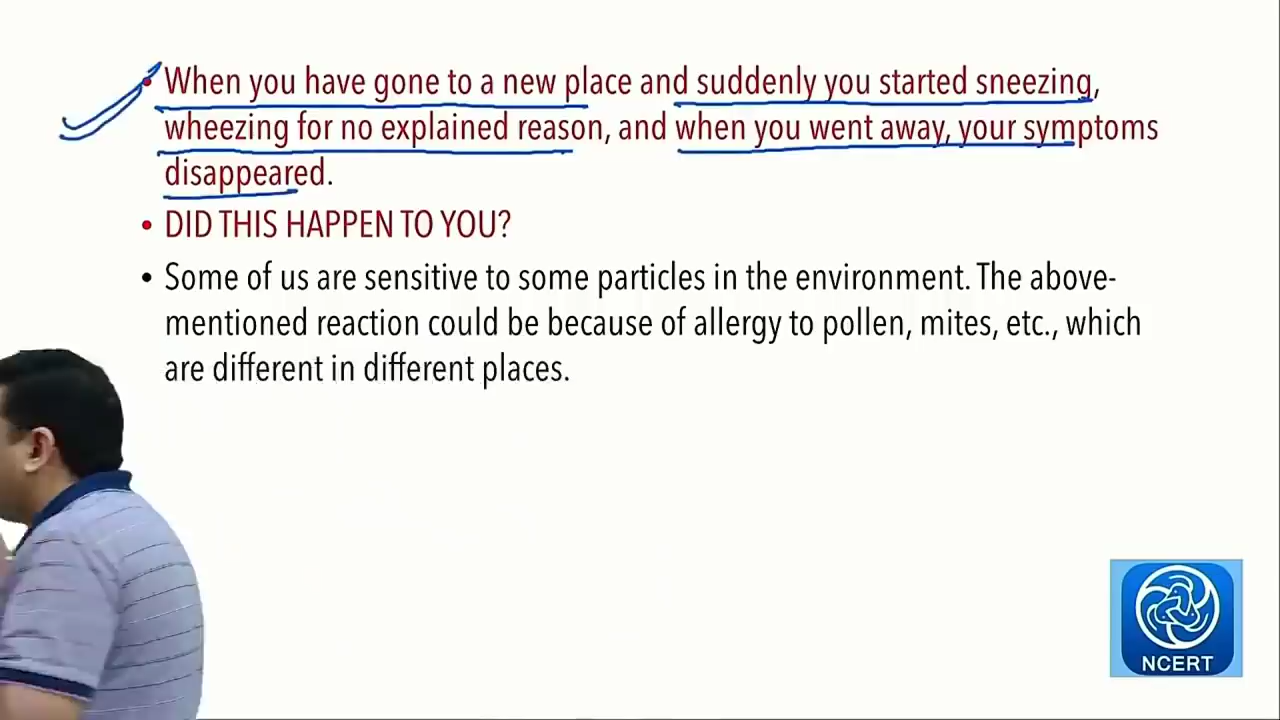 • When you have gone to a new place and suddenly you started sneezing,
wheezing for no explained reason, and when you went away, your symptoms
disappeared.
• DID THIS HAPPEN TO YOU?
• Some of us are sensitive to some particles in the environment. The above-
mentioned reaction could be because of allergy to pollen, mites, etc., which
are different in different places.
NCERT